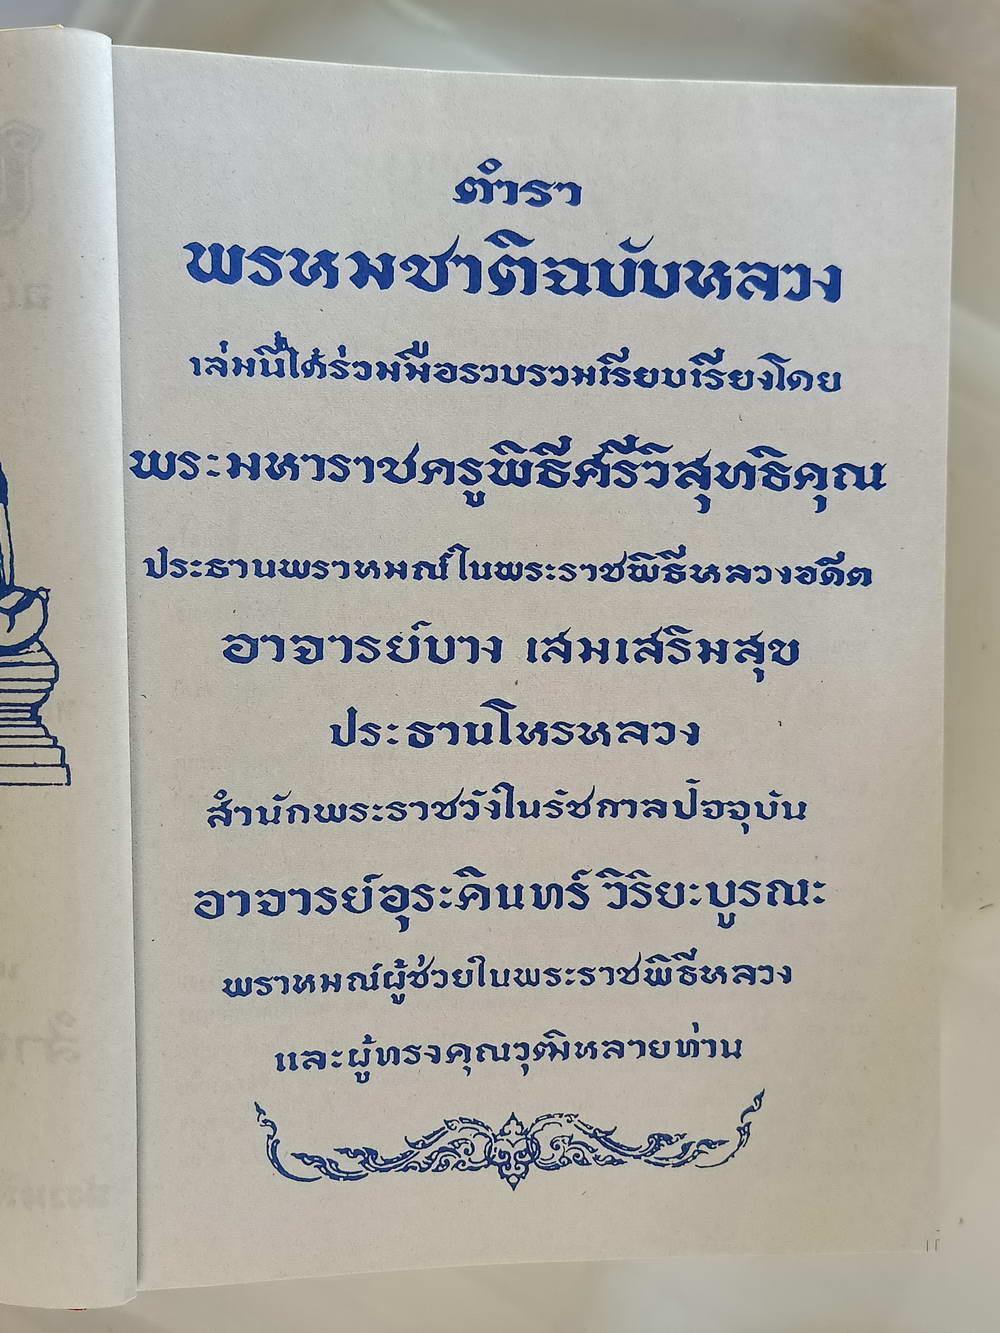 ตำรา
พรหมชาติฉบับหลวง
เล่มนี้ได้ร่วมมือรวบรวมเรียบเรียงโดย
พระมหาราชครูพิธีศรีวิสุทธิคุณ
ประธานพราหมณ์ในพระราชพิธีหลวงอดีต
อาจารย์บาง เสมเสริมสุข
ประธานโหรหลวง
สำนักพระราชวังในรัชกาลปัจจุบัน
อาจารย์อุระคินทร์ วิริยะบูรณะ
พราหมณ์ผู้ช่วยในพระราชพิธีหลวง
และผู้ทรงคุณวุฒิหลายท่าน